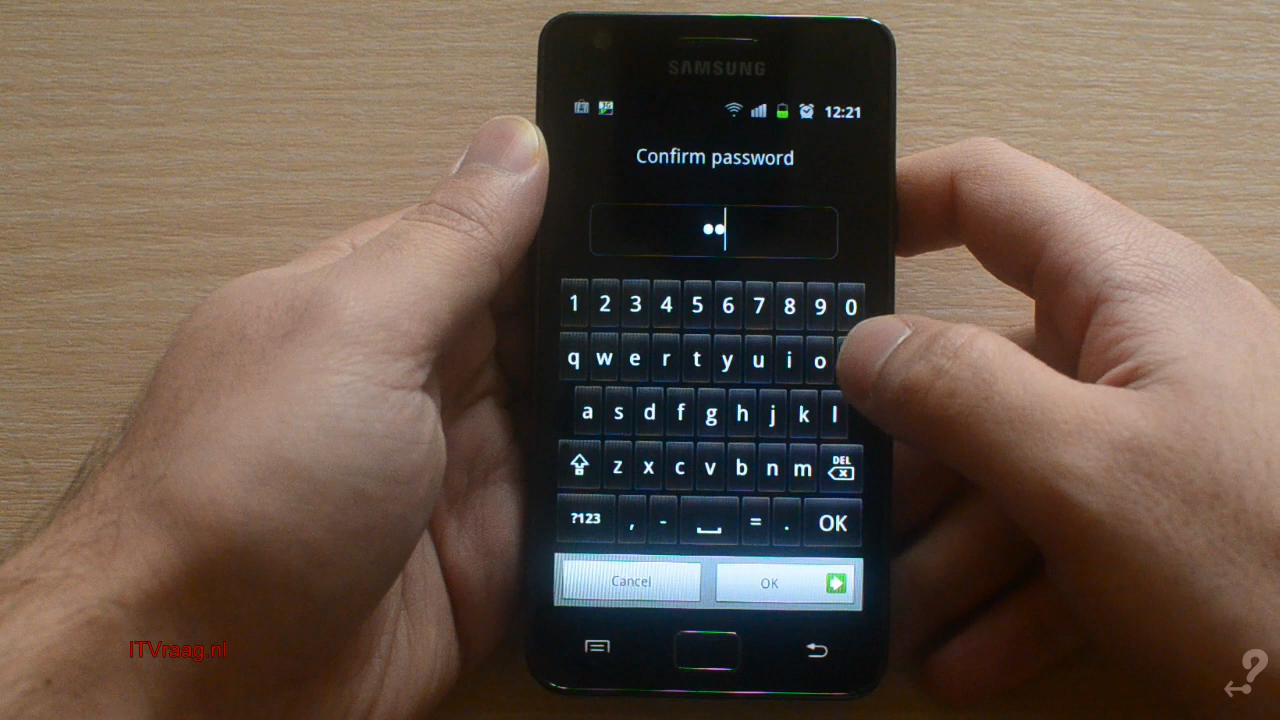 SAMSUNG
3G 12:21
Confirm password
1 2 3 4 5 6 7 8 9 0
q w e r t y u i o
a s d f g h j k l
z x c v b n m DEL
?123 , - = . OK
Cancel OK
ITVraag.nl